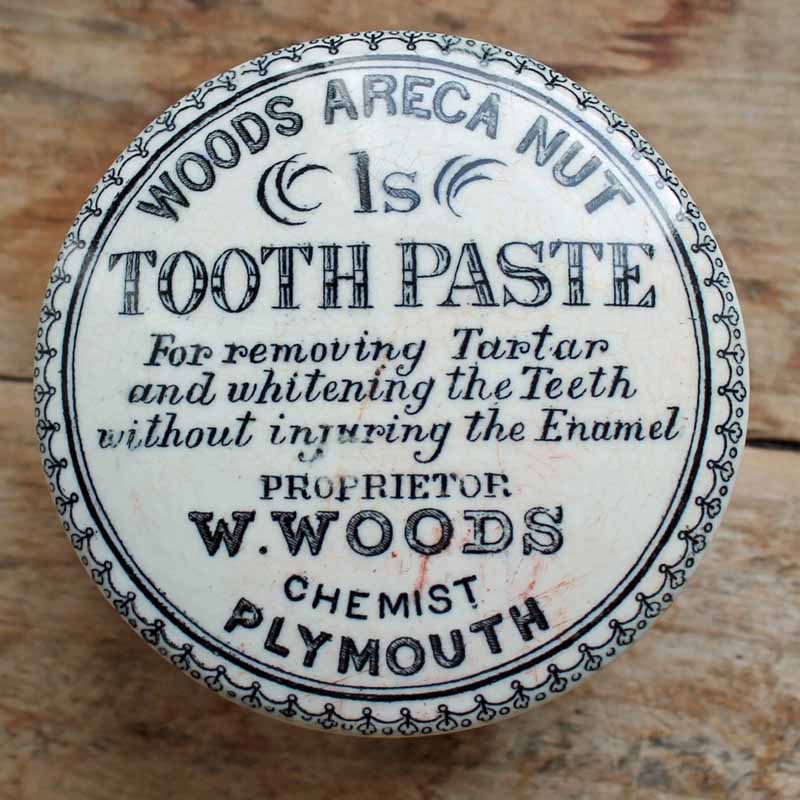 WOODS ARECA NUT
Is
TOOTH PASTE
For removing Tartar
and whitening the Teeth
without injuring the Enamel
PROPRIETOR
W. WOODS
CHEMIST
PLYMOUTH